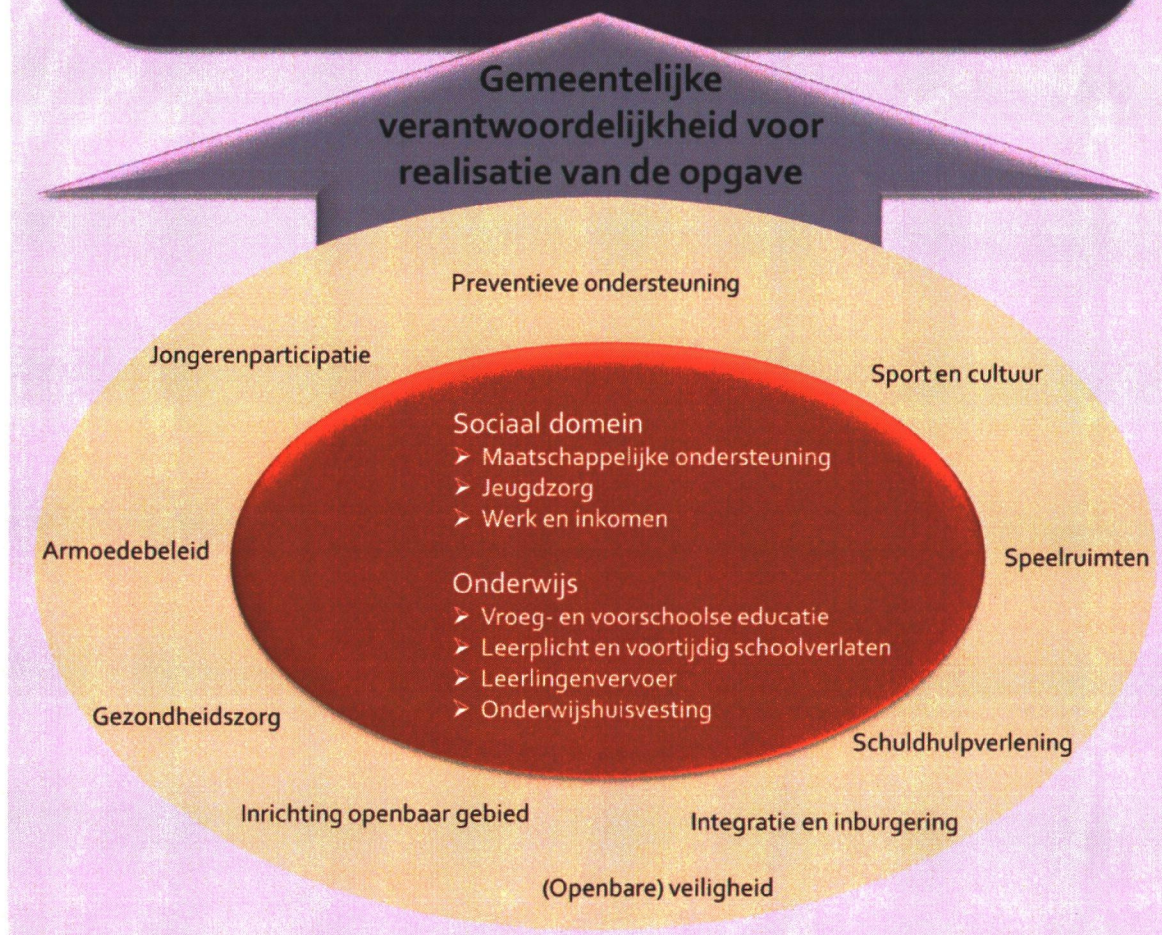 Gemeentelijke
verantwoordelijkheid voor
realisatie van de opgave
Preventieve ondersteuning
Jongerenparticipatie
Sport en cultuur
Sociaal domein
➢ Maatschappelijke ondersteuning
➢ Jeugdzorg
➢ Werk en inkomen
Armoedebeleid
Speelruimten
Onderwijs
➢ Vroeg- en voorschoolse educatie
➢ Leerplicht en voortijdig schoolverlaten
➢ Leerlingenvervoer
➢ Onderwijshuisvesting
Gezondheidszorg
Schuldhulpverlening
Inrichting openbaar gebied
Integratie en inburgering
(Openbare) veiligheid